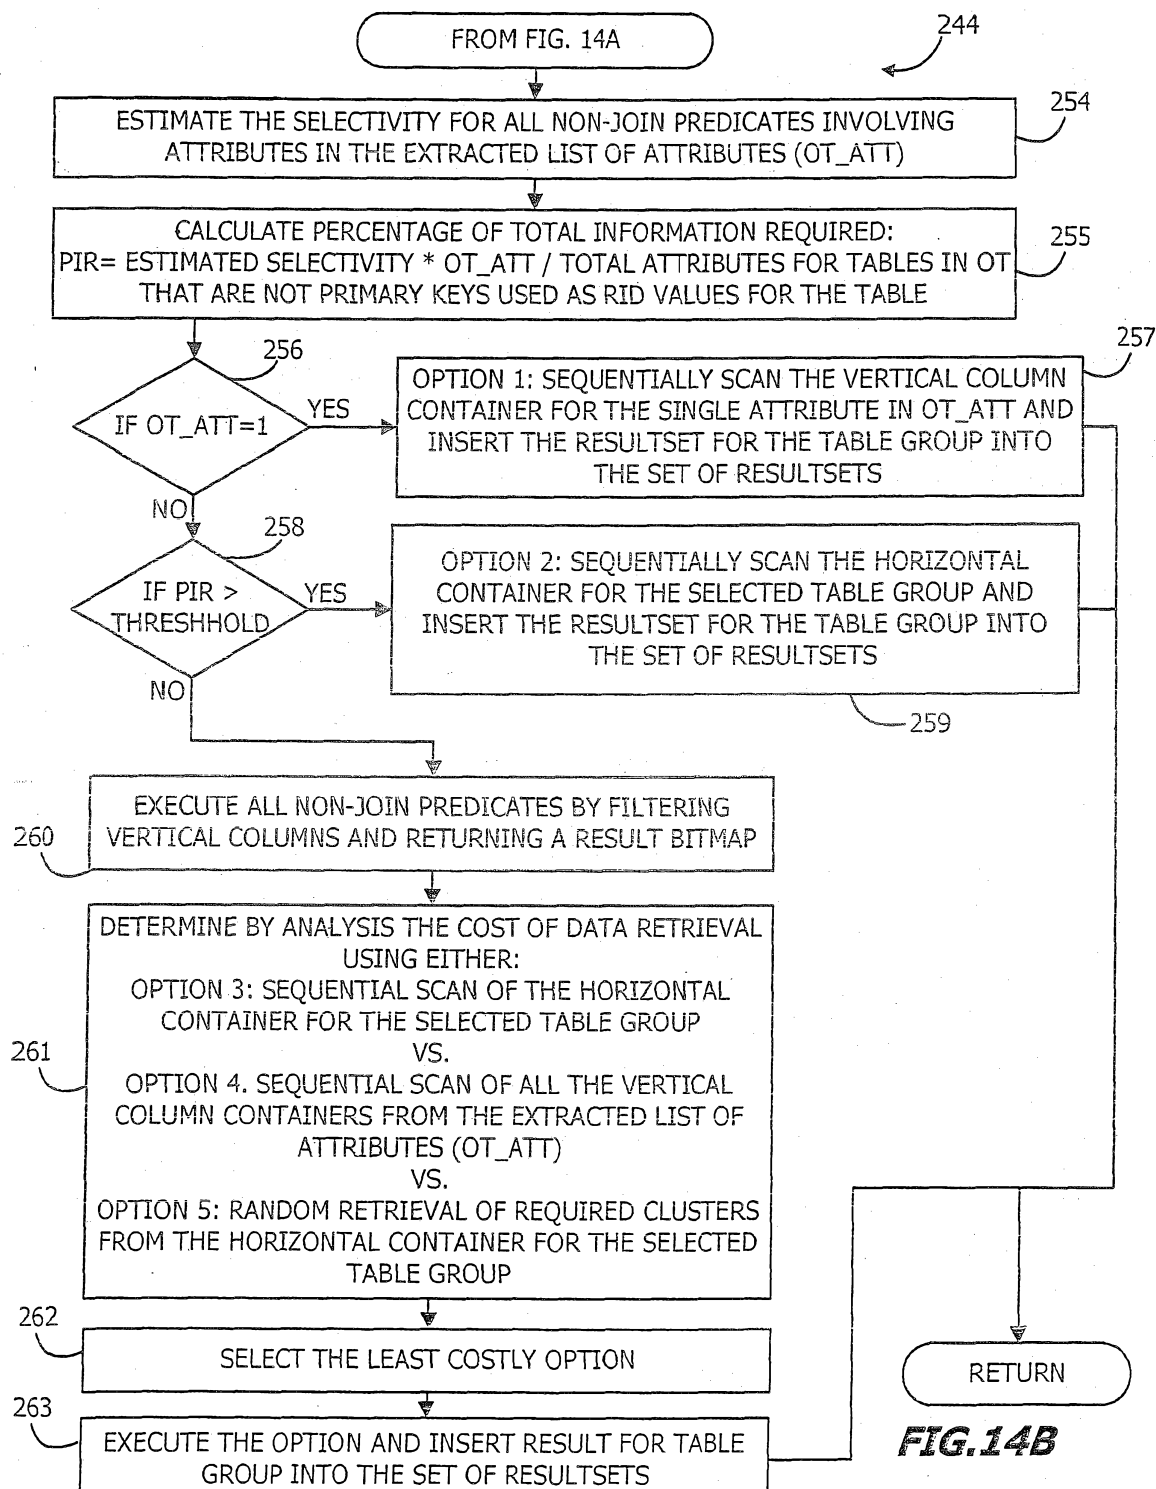 FROM FIG. 14A
244
ESTIMATE THE SELECTIVITY FOR ALL NON-JOIN PREDICATES INVOLVING
ATTRIBUTES IN THE EXTRACTED LIST OF ATTRIBUTES (OT_ATT)
254
CALCULATE PERCENTAGE OF TOTAL INFORMATION REQUIRED:
PIR= ESTIMATED SELECTIVITY * OT_ATT / TOTAL ATTRIBUTES FOR TABLES IN OT
THAT ARE NOT PRIMARY KEYS USED AS RID VALUES FOR THE TABLE
255
256
IF OT_ATT=1
YES
NO
257
OPTION 1: SEQUENTIALLY SCAN THE VERTICAL COLUMN
CONTAINER FOR THE SINGLE ATTRIBUTE IN OT_ATT AND
INSERT THE RESULTSET FOR THE TABLE GROUP INTO
THE SET OF RESULTSETS
258
IF PIR >
THRESHHOLD
YES
NO
OPTION 2: SEQUENTIALLY SCAN THE HORIZONTAL
CONTAINER FOR THE SELECTED TABLE GROUP AND
INSERT THE RESULTSET FOR THE TABLE GROUP INTO
THE SET OF RESULTSETS
259
EXECUTE ALL NON-JOIN PREDICATES BY FILTERING
VERTICAL COLUMNS AND RETURNING A RESULT BITMAP
260
DETERMINE BY ANALYSIS THE COST OF DATA RETRIEVAL
USING EITHER:
OPTION 3: SEQUENTIAL SCAN OF THE HORIZONTAL
CONTAINER FOR THE SELECTED TABLE GROUP
VS.
OPTION 4. SEQUENTIAL SCAN OF ALL THE VERTICAL
COLUMN CONTAINERS FROM THE EXTRACTED LIST OF
ATTRIBUTES (OT_ATT)
VS.
OPTION 5: RANDOM RETRIEVAL OF REQUIRED CLUSTERS
FROM THE HORIZONTAL CONTAINER FOR THE SELECTED
TABLE GROUP
261
262
SELECT THE LEAST COSTLY OPTION
263
EXECUTE THE OPTION AND INSERT RESULT FOR TABLE
GROUP INTO THE SET OF RESULTSETS
RETURN
FIG.14B